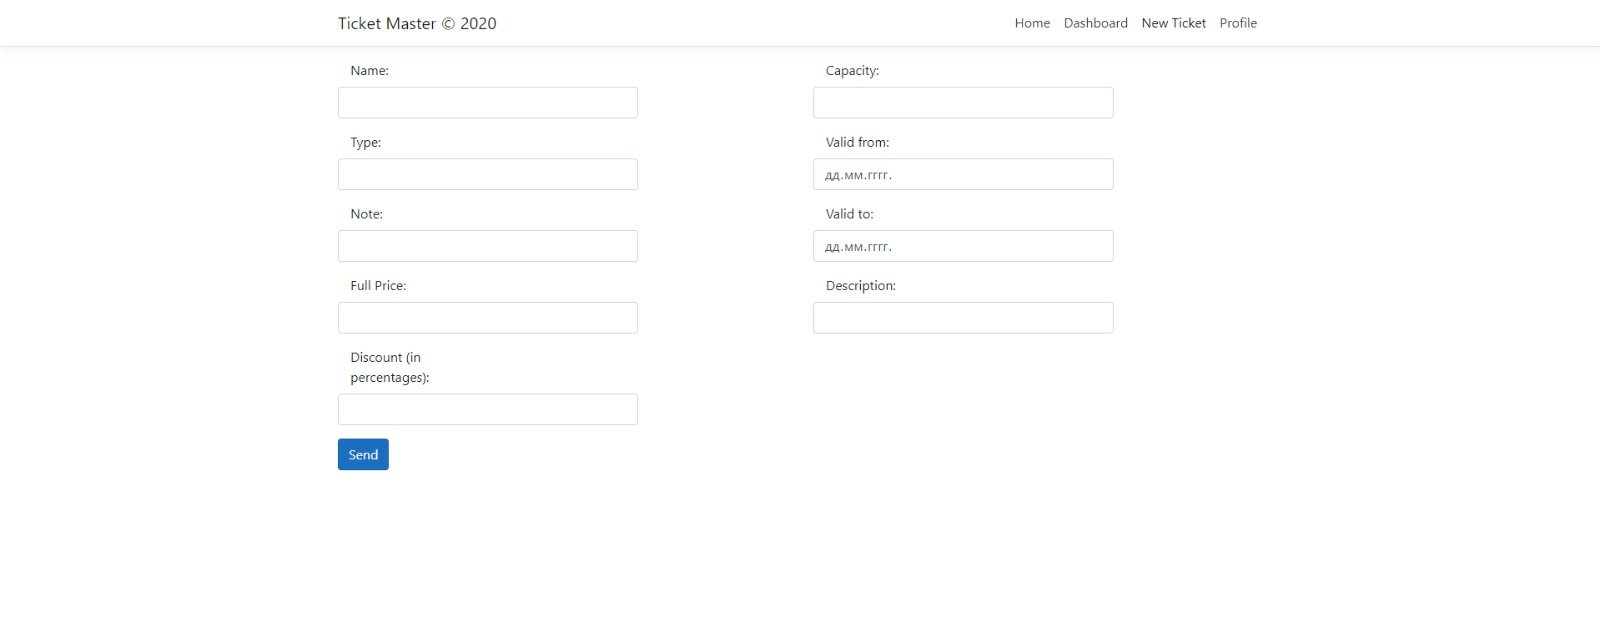 Ticket Master © 2020
Home Dashboard New Ticket Profile
Name:
Type:
Note:
Full Price:
Discount (in
percentages):
Send
Capacity:
Valid from:
дд.мм.гггг.
Valid to:
дд.мм.гггг.
Description: